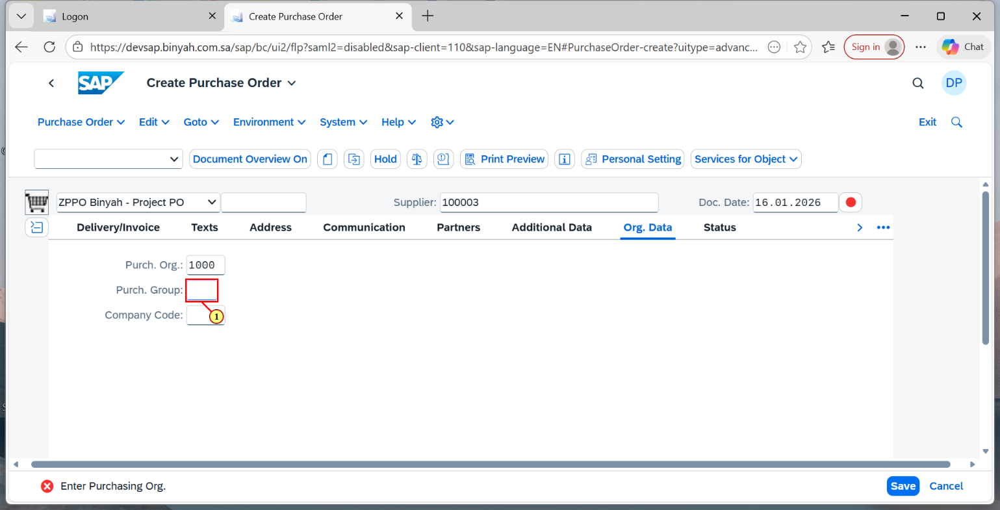 Logon
Create Purchase Order
https://devsap.binyah.com.sa/sap/bc/ui2/flp?saml2=disabled&sap-client=110&sap-language=EN#PurchaseOrder-create?uitype=advanc...
Sign in
Chat
SAP
Create Purchase Order
DP
Purchase Order
Edit
Goto
Environment
System
Help
Exit
Document Overview On
Hold
Print Preview
Personal Setting
Services for Object
ZPPO Binyah - Project PO
Supplier: 100003
Doc. Date: 16.01.2026
Delivery/Invoice
Texts
Address
Communication
Partners
Additional Data
Org. Data
Status
Purch. Org.: 1000
Purch. Group:
Company Code:
1
Enter Purchasing Org.
Save
Cancel